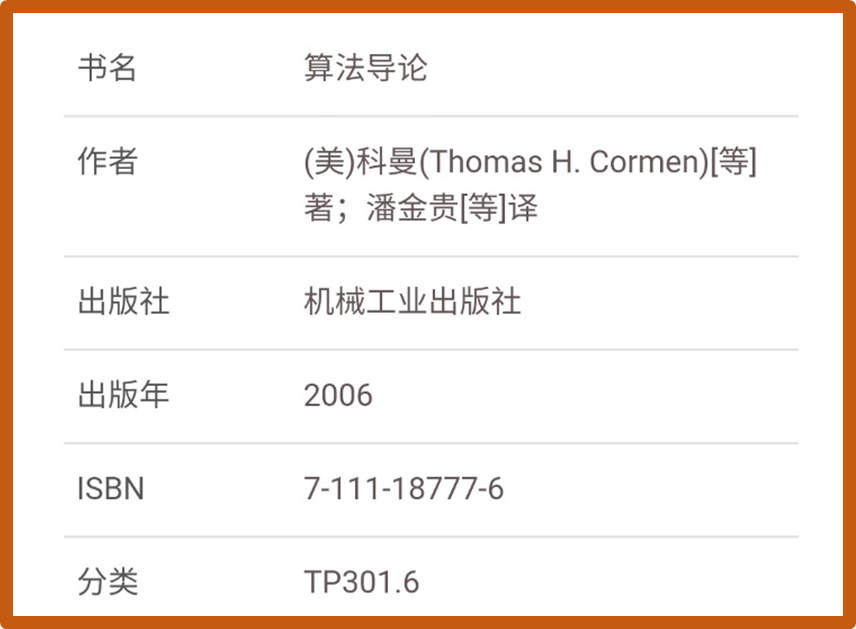 书名 算法导论
作者 (美)科曼(Thomas H. Cormen)[等]
著；潘金贵[等]译
出版社 机械工业出版社
出版年 2006
ISBN 7-111-18777-6
分类 TP301.6